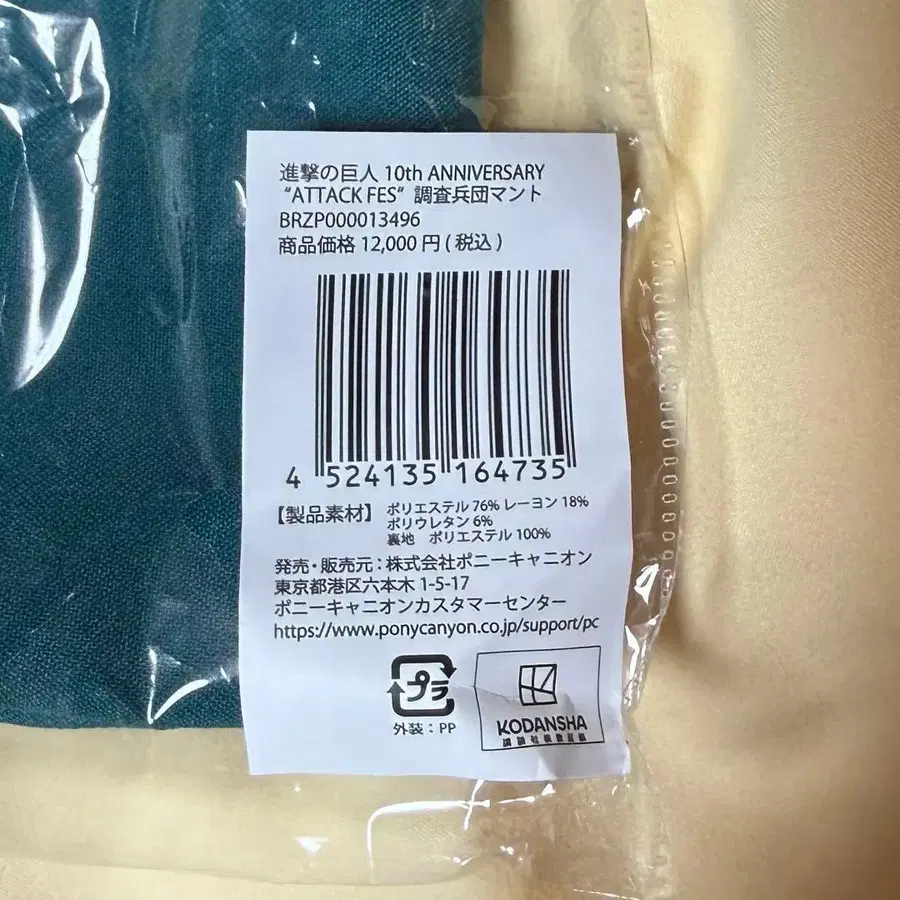 進撃の巨人 10th ANNIVERSARY
"ATTACK FES" 調査兵団マント
BRZP000013496
商品価格 12,000 円 ( 税込 )
4 524135 164735
【製品素材】 ポリエステル 76% レーヨン 18%
ポリウレタン 6%
裏地 ポリエステル 100%
発売・販売元：株式会社ポニーキャニオン
東京都港区六本木 1-5-17
ポニーキャニオンカスタマーセンター
https://www.ponycanyon.co.jp/support/pc
プラ
外装：PP
KODANSHA